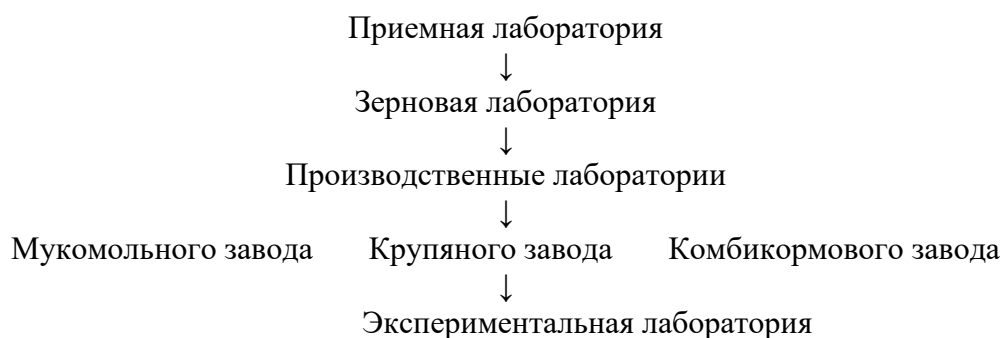 Приемная лаборатория
↓
Зерновая лаборатория
↓
Производственные лаборатории
↓
Мукомольного завода Крупяного завода Комбикормового завода
↓
Экспериментальная лаборатория